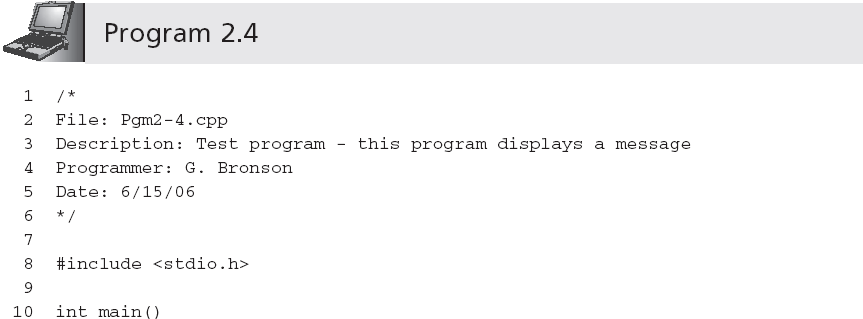 Program 2.4
1 /*
2 File: Pgm2-4.cpp
3 Description: Test program - this program displays a message
4 Programmer: G. Bronson
5 Date: 6/15/06
6 */
7
8 #include <stdio.h>
9
10 int main()